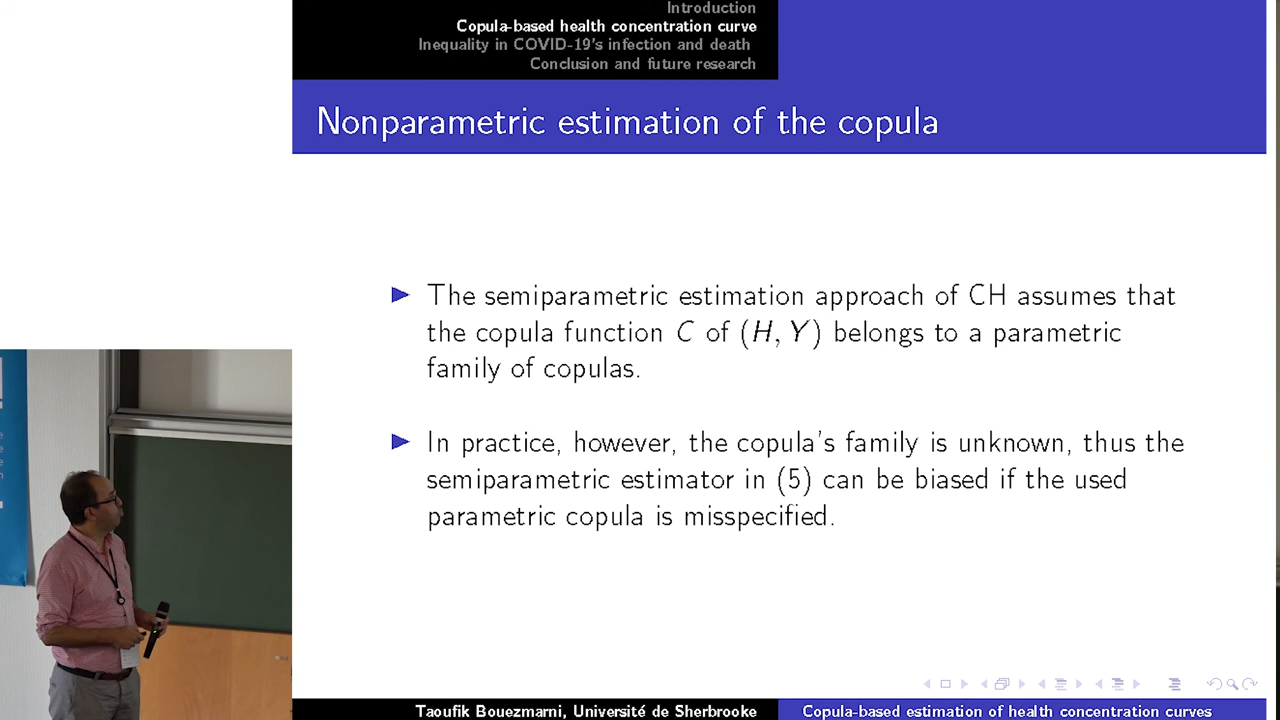 Introduction
Copula-based health concentration curve
Inequality in COVID-19's infection and death
Conclusion and future research
Nonparametric estimation of the copula
The semiparametric estimation approach of CH assumes that
the copula function C of (H, Y) belongs to a parametric
family of copulas.
In practice, however, the copula's family is unknown, thus the
semiparametric estimator in (5) can be biased if the used
parametric copula is misspecified.
Taoufik Bouezmarni, Université de Sherbrooke
Copula-based estimation of health concentration curves